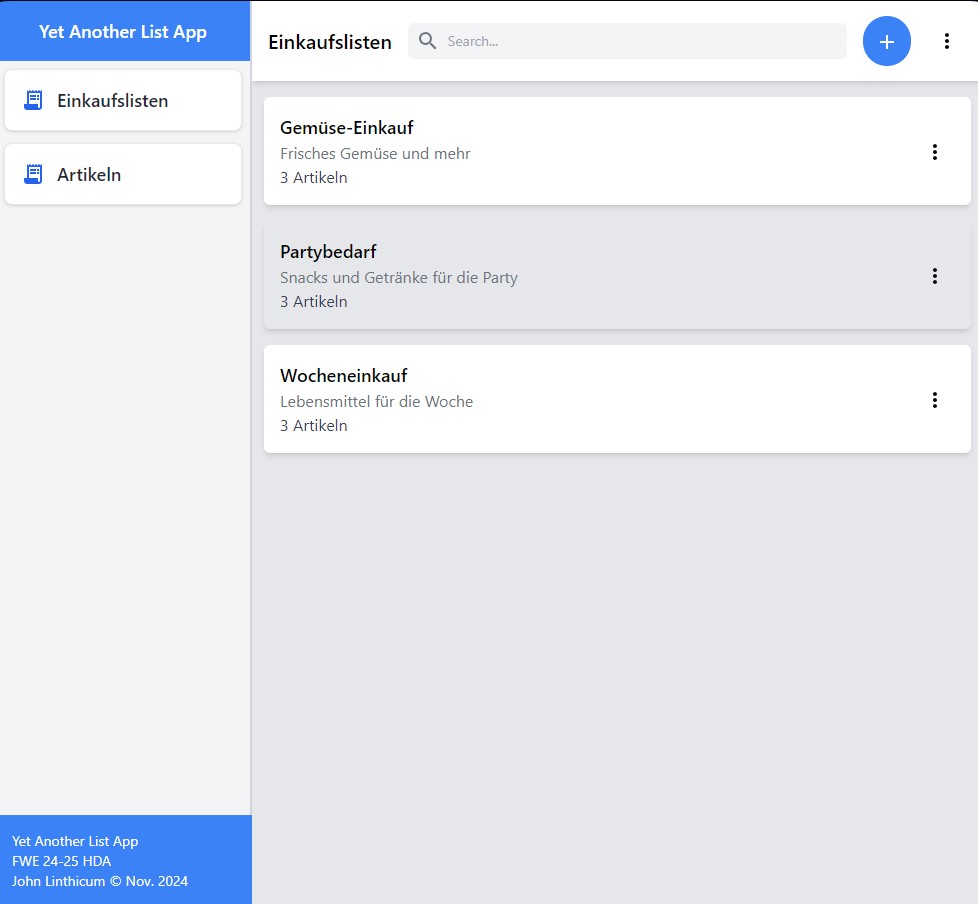 Yet Another List App
Einkaufslisten
Artikeln
Yet Another List App
FWE 24-25 HDA
John Linthicum © Nov. 2024
Einkaufslisten
Search...
Gemüse-Einkauf
Frisches Gemüse und mehr
3 Artikeln
Partybedarf
Snacks und Getränke für die Party
3 Artikeln
Wocheneinkauf
Lebensmittel für die Woche
3 Artikeln